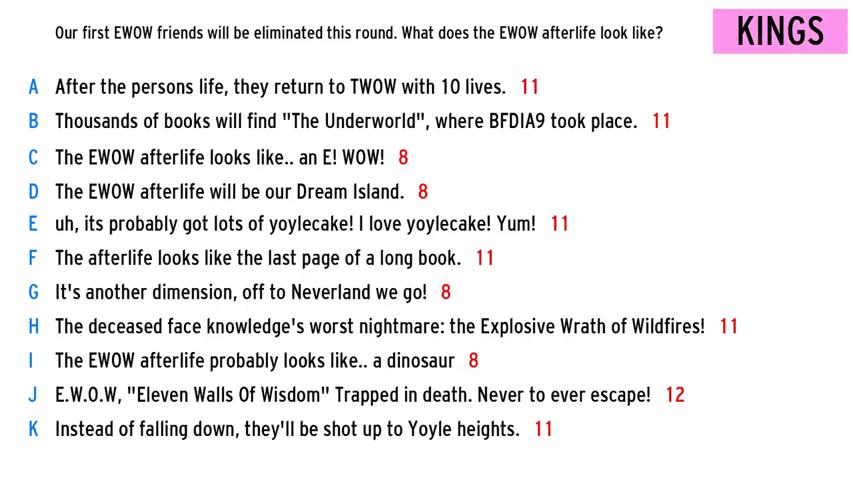 Our first EWOW friends will be eliminated this round. What does the EWOW afterlife look like?
KINGS
A After the persons life, they return to TWOW with 10 lives. 11
B Thousands of books will find "The Underworld", where BFDIA9 took place. 11
C The EWOW afterlife looks like.. an E! WOW! 8
D The EWOW afterlife will be our Dream Island. 8
E uh, its probably got lots of yoylecake! I love yoylecake! Yum! 11
F The afterlife looks like the last page of a long book. 11
G It's another dimension, off to Neverland we go! 8
H The deceased face knowledge's worst nightmare: the Explosive Wrath of Wildfires! 11
I The EWOW afterlife probably looks like.. a dinosaur 8
J E.W.O.W, "Eleven Walls Of Wisdom" Trapped in death. Never to ever escape! 12
K Instead of falling down, they'll be shot up to Yoyle heights. 11